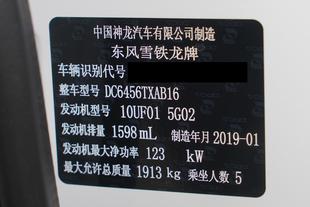 中国神龙汽车有限公司制造
东风雪铁龙牌
车辆识别代号
整车型号 DC6456TXAB16
发动机型号 10UF01 5G02
发动机排量 1598mL 制造年月 2019-01
发动机最大净功率 123 kW
最大允许总质量 1913 kg 乘坐人数 5